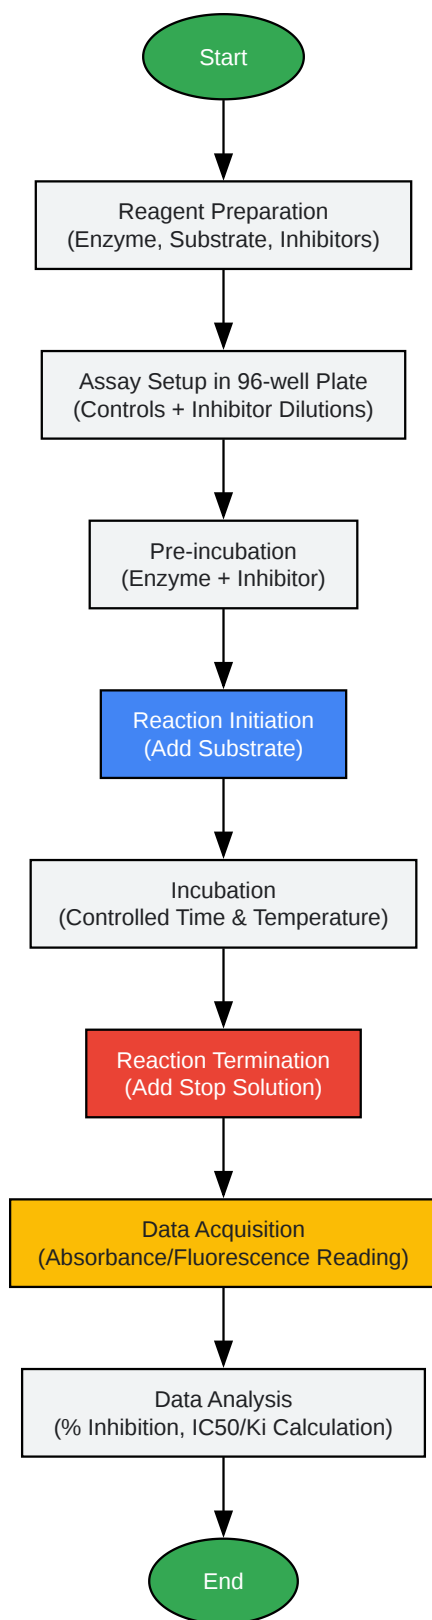 Start
Reagent Preparation
(Enzyme, Substrate, Inhibitors)
Assay Setup in 96-well Plate
(Controls + Inhibitor Dilutions)
Pre-incubation
(Enzyme + Inhibitor)
Reaction Initiation
(Add Substrate)
Incubation
(Controlled Time & Temperature)
Reaction Termination
(Add Stop Solution)
Data Acquisition
(Absorbance/Fluorescence Reading)
Data Analysis
(% Inhibition, IC50/Ki Calculation)
End